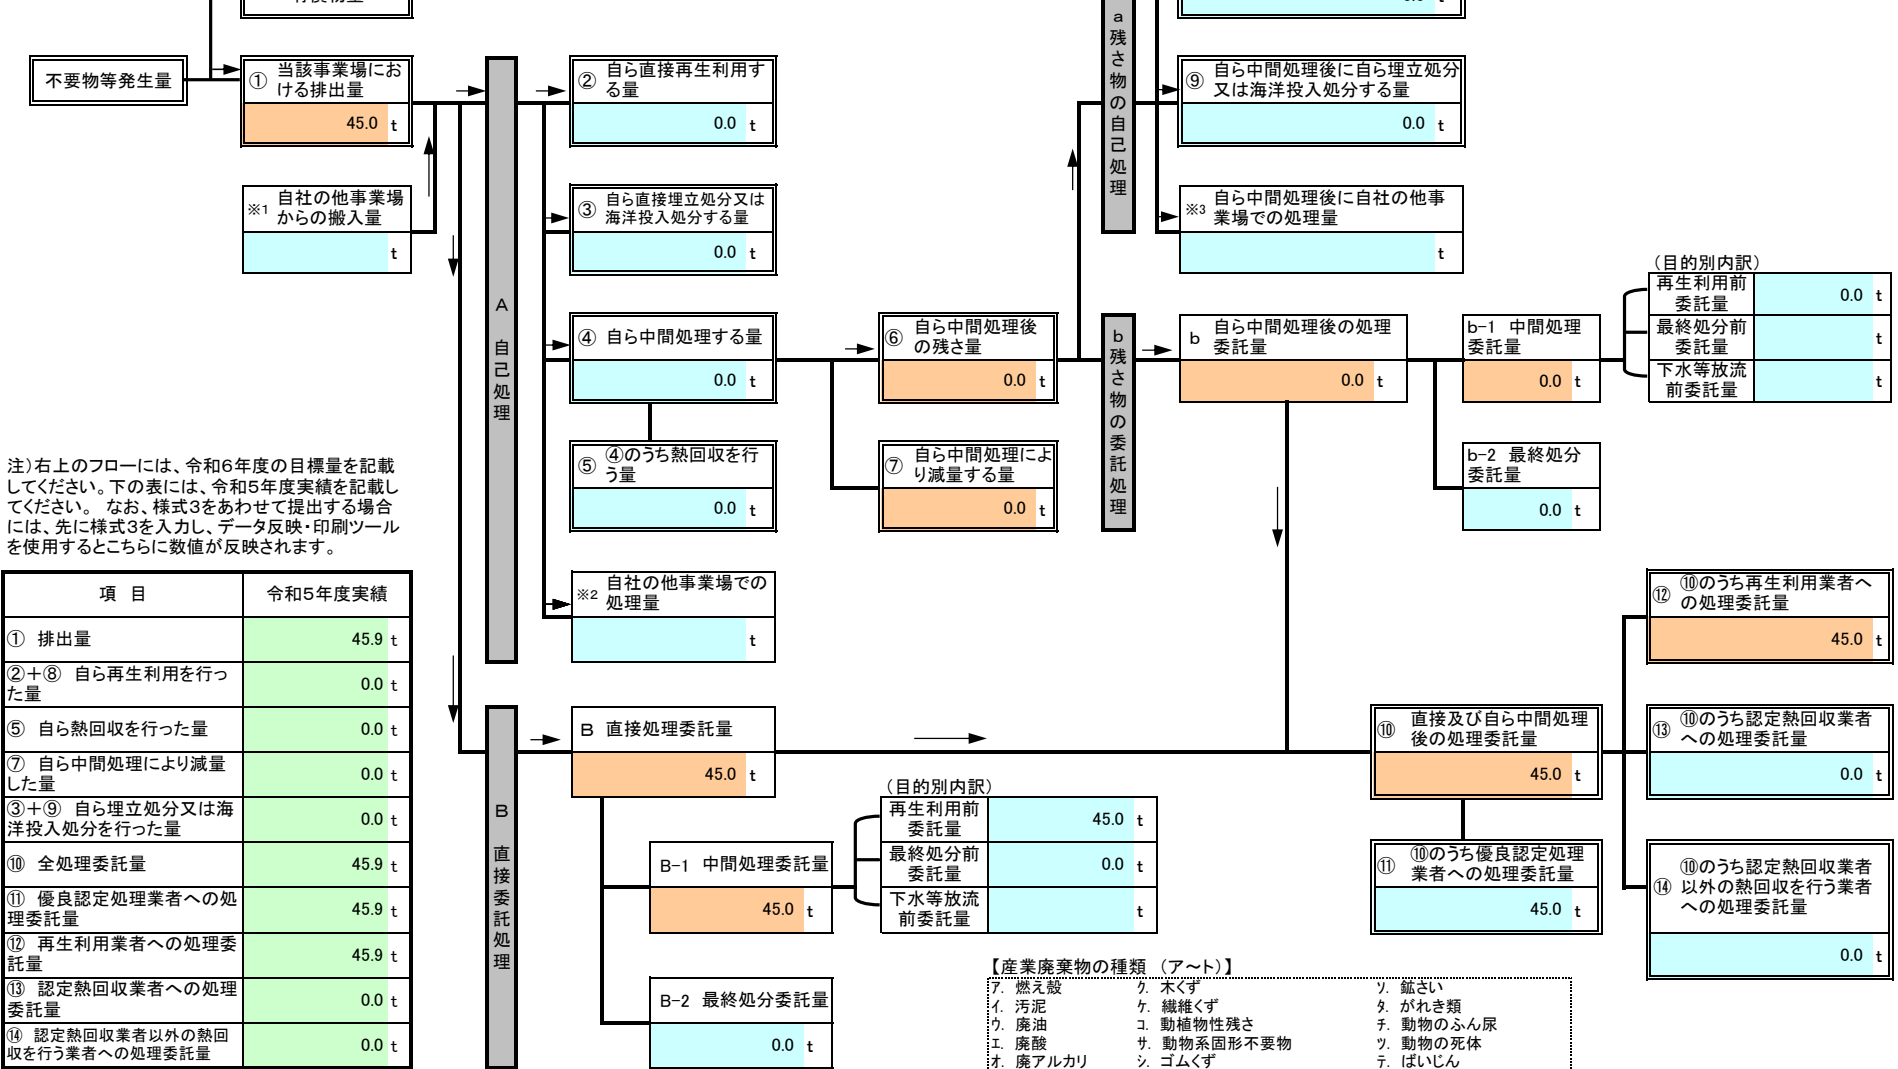 不要物等発生量
① 当該事業場にお
ける排出量
45.0 t
※1 自社の他事業場
からの搬入量
t
A 自己処理
② 自ら直接再生利用す
る量
0.0 t
③ 自ら直接埋立処分又は
海洋投入処分する量
0.0 t
④ 自ら中間処理する量
0.0 t
⑤ ④のうち熱回収を行
う量
0.0 t
※2 自社の他事業場での
処理量
t
⑥ 自ら中間処理後
の残さ量
0.0 t
⑦ 自ら中間処理によ
り減量する量
0.0 t
a残さ物の自己処理
⑨ 自ら中間処理後に自ら埋立処分
又は海洋投入処分する量
0.0 t
※3 自ら中間処理後に自社の他事
業場での処理量
t
b残さ物の委託処理
b 自ら中間処理後の処理
委託量
0.0 t
b-1 中間処理
委託量
0.0 t
(目的別内訳)
再生利用前
委託量
0.0 t
最終処分前
委託量
t
下水等放流
前委託量
t
b-2 最終処分
委託量
0.0 t
注)右上のフローには、令和6年度の目標量を記載
してください。下の表には、令和5年度実績を記載し
てください。 なお、様式3をあわせて提出する場合
には、先に様式3を入力し、データ反映・印刷ツール
を使用するとこちらに数値が反映されます。
項 目 令和5年度実績
① 排出量 45.9 t
②+⑧ 自ら再生利用を行っ
た量 0.0 t
⑤ 自ら熱回収を行った量 0.0 t
⑦ 自ら中間処理により減量
した量 0.0 t
③+⑨ 自ら埋立処分又は海
洋投入処分を行った量 0.0 t
⑩ 全処理委託量 45.9 t
⑪ 優良認定処理業者への処
理委託量 45.9 t
⑫ 再生利用業者への処理委
託量 45.9 t
⑬ 認定熱回収業者への処理
委託量 0.0 t
⑭ 認定熱回収業者以外の熱回
収を行う業者への処理委託量 0.0 t
B 直接委託処理
B 直接処理委託量
45.0 t
B-1 中間処理委託量
45.0 t
(目的別内訳)
再生利用前
委託量
45.0 t
最終処分前
委託量
0.0 t
下水等放流
前委託量
t
B-2 最終処分委託量
0.0 t
⑩ 直接及び自ら中間処理
後の処理委託量
45.0 t
⑪ ⑩のうち優良認定処理
業者への処理委託量
45.0 t
⑫ ⑩のうち再生利用業者へ
の処理委託量
45.0 t
⑬ ⑩のうち認定熱回収業者
への処理委託量
0.0 t
⑭ ⑩のうち認定熱回収業者
以外の熱回収を行う業者
への処理委託量
0.0 t
【産業廃棄物の種類 (ア~ト)】
ア. 燃え殻 ク. 木くず ソ. 鉱さい
イ. 汚泥 ケ. 繊維くず タ. がれき類
ウ. 廃油 コ. 動植物性残さ チ. 動物のふん尿
エ. 廃酸 サ. 動物系固形不要物 ツ. 動物の死体
オ. 廃アルカリ シ. ゴムくず テ. ばいじん